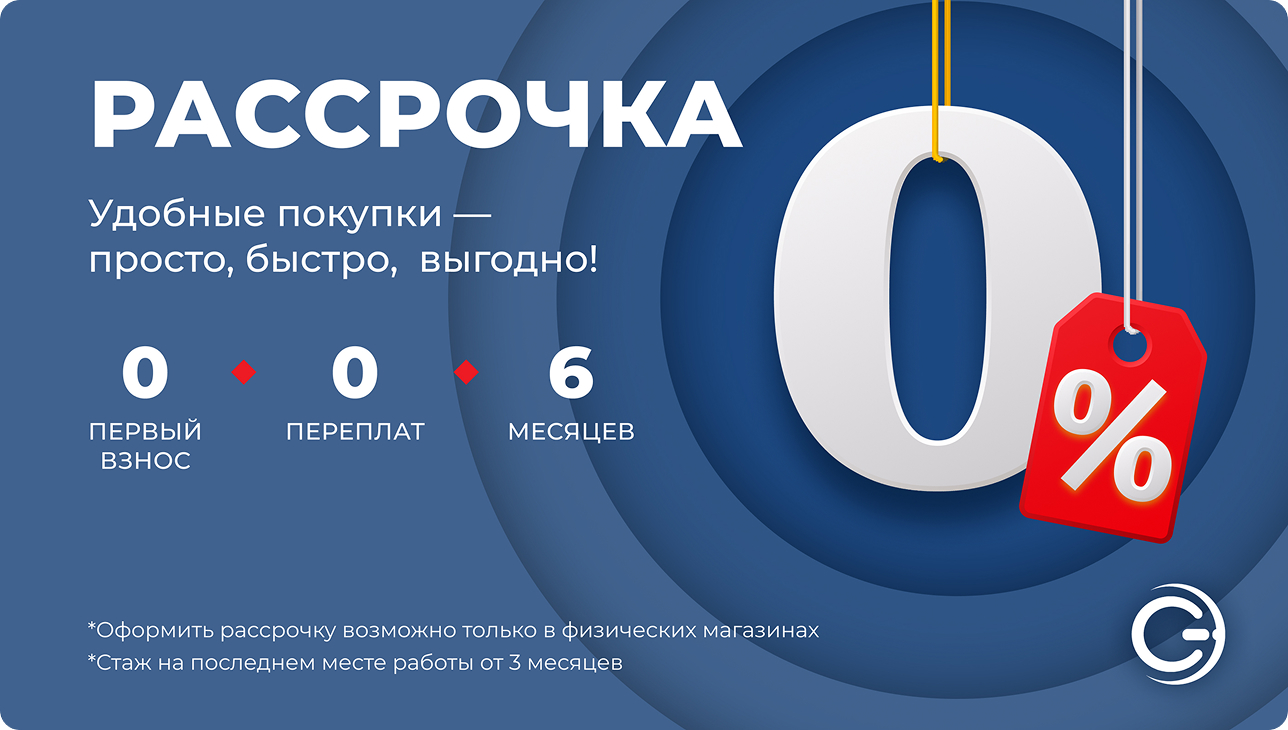 РАССРОЧКА
Удобные покупки —
просто, быстро, выгодно!
0 0 6
ПЕРВЫЙ ВЗНОС ПЕРЕПЛАТ МЕСЯЦЕВ
0
%
*Оформить рассрочку возможно только в физических магазинах
*Стаж на последнем месте работы от 3 месяцев